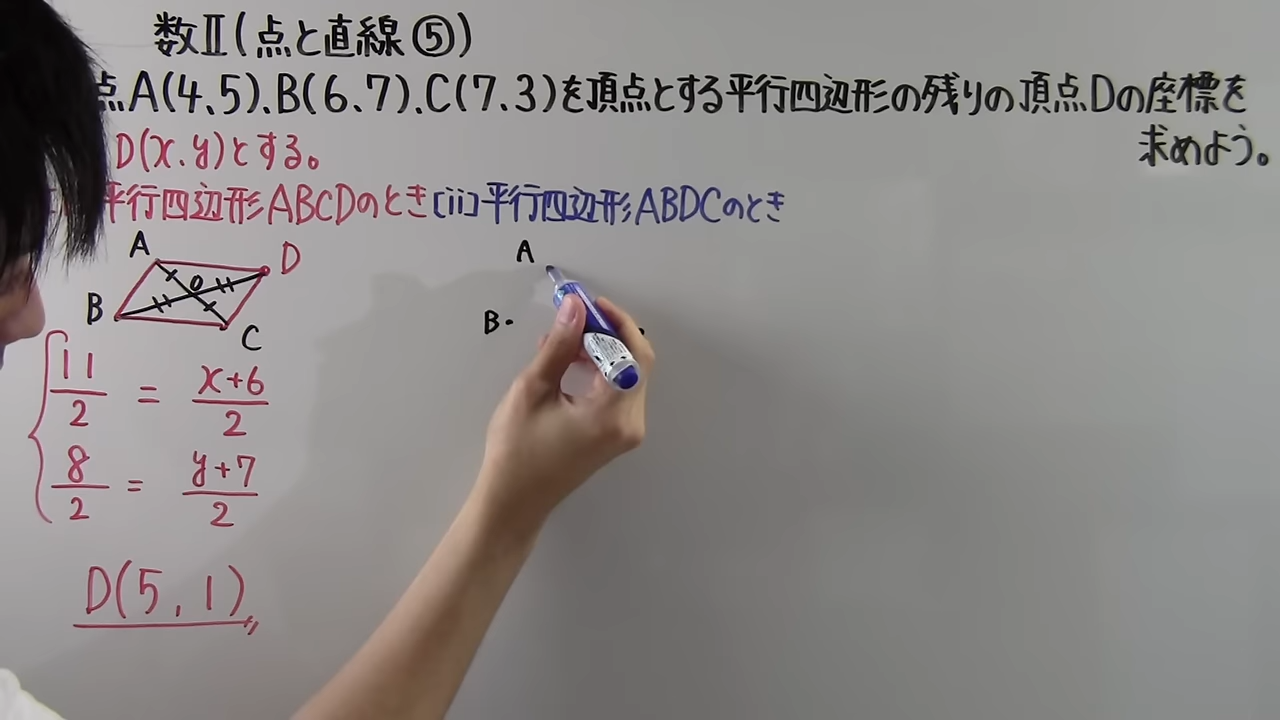 数Ⅱ(点と直線⑤)
点A(4、5)、B(6、7)、C(7、3)を頂点とする平行四辺形の残りの頂点Dの座標を
求めよう。
D(x、y)とする。
平行四辺形ABCDのとき [ii]平行四辺形ABDCのとき
A D
B C
A
B
11/2 = x+6/2
8/2 = y+7/2
D(5,1)